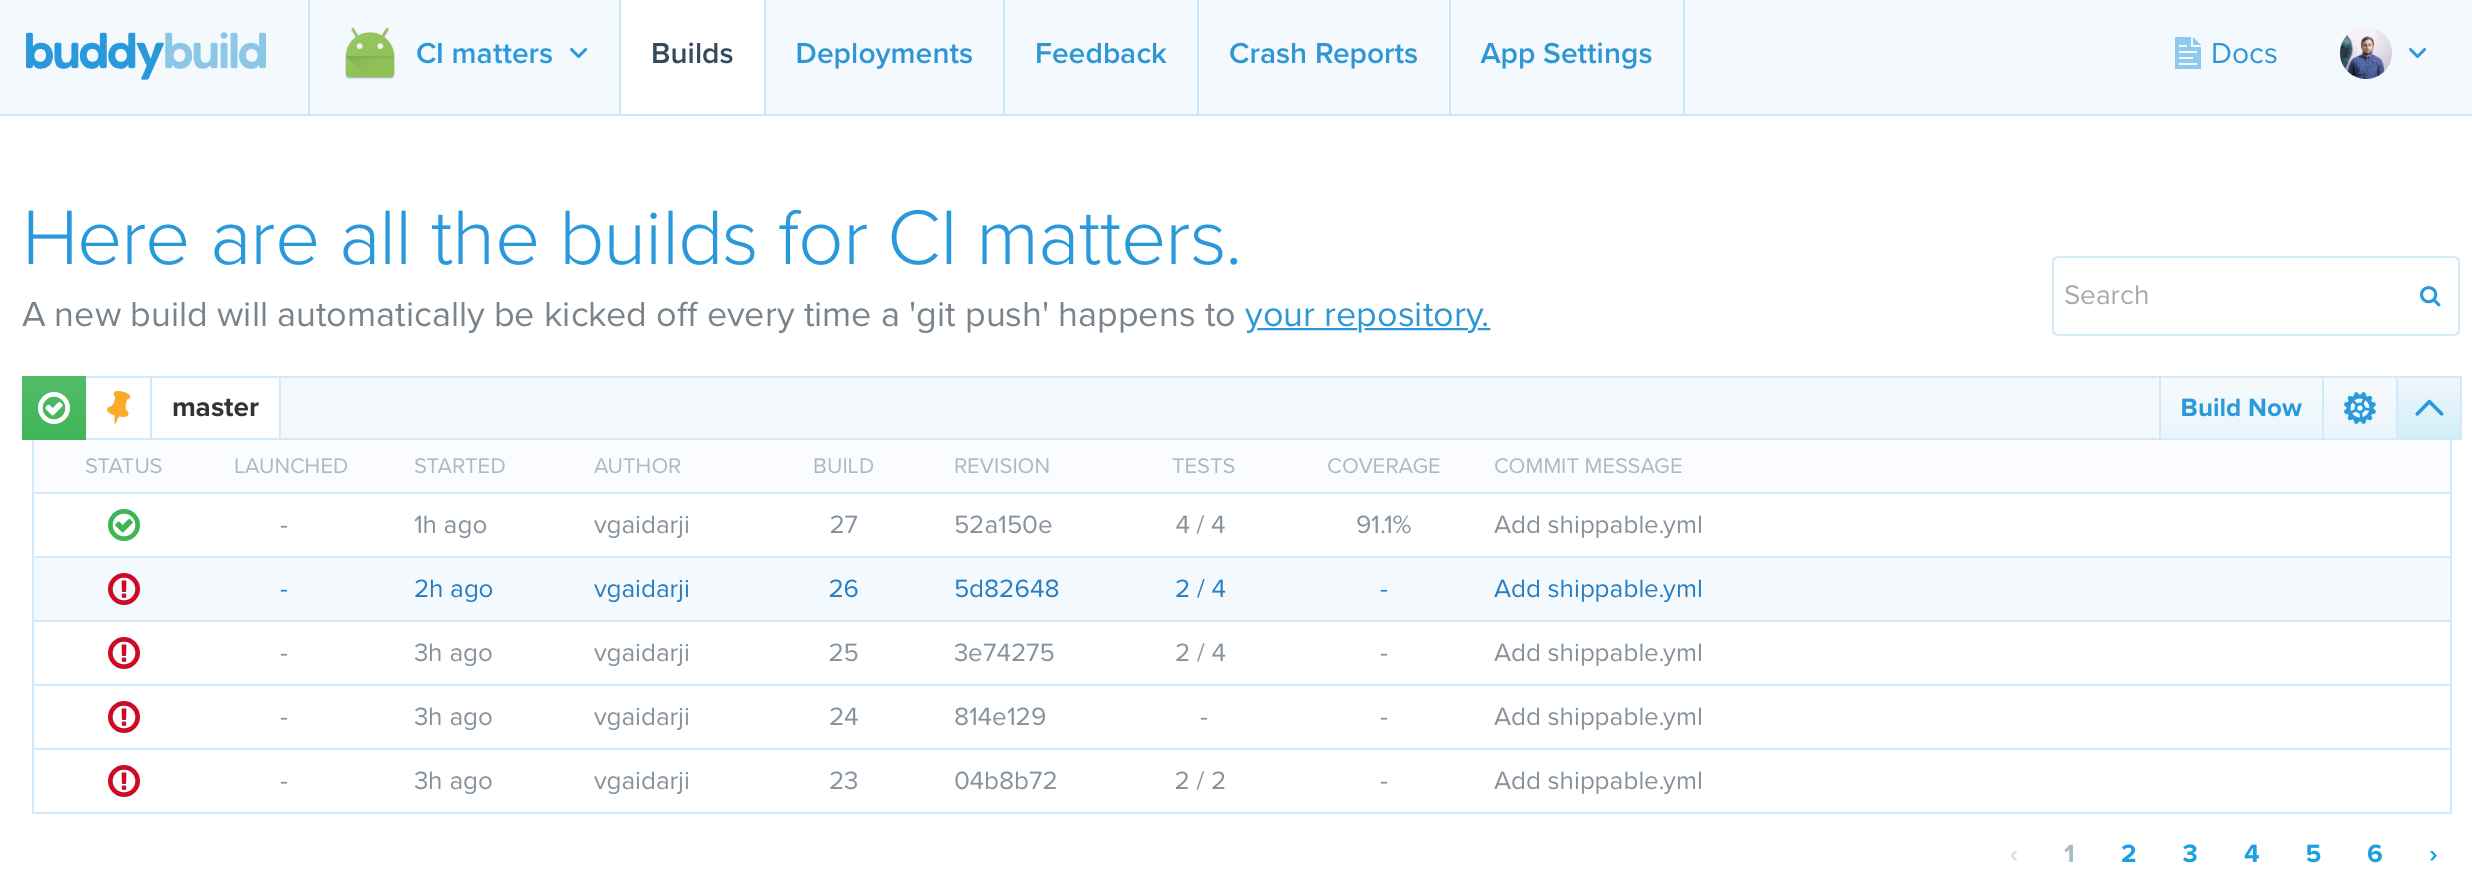 buddybuild CI matters Builds Deployments Feedback Crash Reports App Settings Docs
Here are all the builds for CI matters.
A new build will automatically be kicked off every time a 'git push' happens to your repository.
Search
master Build Now
STATUS LAUNCHED STARTED AUTHOR BUILD REVISION TESTS COVERAGE COMMIT MESSAGE
- 1h ago vgaidarji 27 52a150e 4 / 4 91.1% Add shippable.yml
- 2h ago vgaidarji 26 5d82648 2 / 4 - Add shippable.yml
- 3h ago vgaidarji 25 3e74275 2 / 4 - Add shippable.yml
- 3h ago vgaidarji 24 814e129 - - Add shippable.yml
- 3h ago vgaidarji 23 04b8b72 2 / 2 - Add shippable.yml
‹ 1 2 3 4 5 6 ›